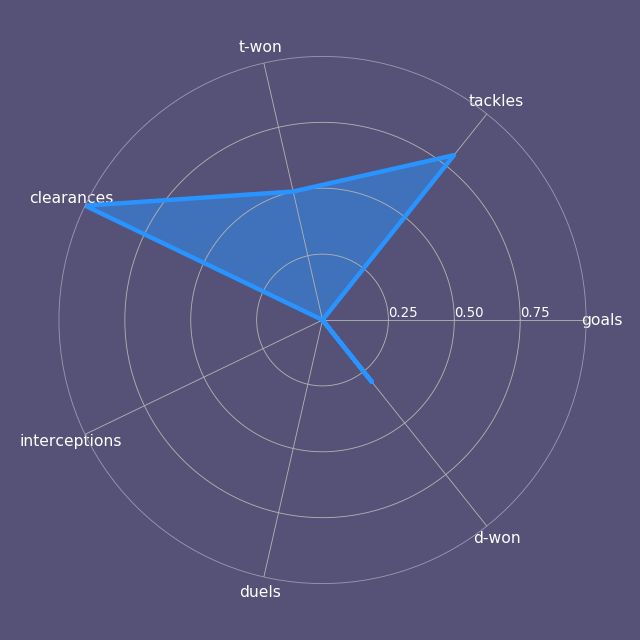 t-won
tackles
clearances
0.25 0.50 0.75
goals
interceptions
d-won
duels